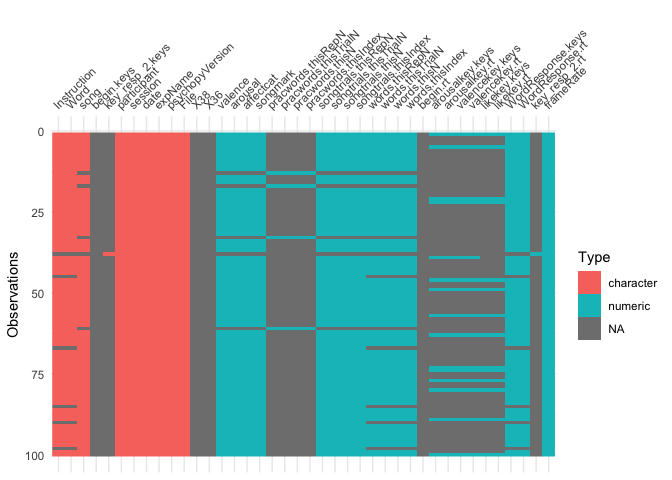 Instruction
Word
song
begin.keys
key_resp_2.keys
participant
session
date
expName
psychopyVersion
File
X38
X36
valence
arousal
affectcat
songmark
pracwords.thisRepN
pracwords.thisTrialN
pracwords.thisN
pracwords.thisIndex
songtrials.thisRepN
songtrials.thisTrialN
songtrials.thisN
songtrials.thisIndex
words.thisRepN
words.thisTrialN
words.thisN
words.thisIndex
begin.rt
arousalkey.keys
arousalkey.rt
valencekey.keys
valencekey.rt
likekey.keys
likekey.rt
WordResponse.keys
WordResponse.rt
key_resp_2.rt
frameRate
0
25
50
75
100
Observations
Type
character
numeric
NA